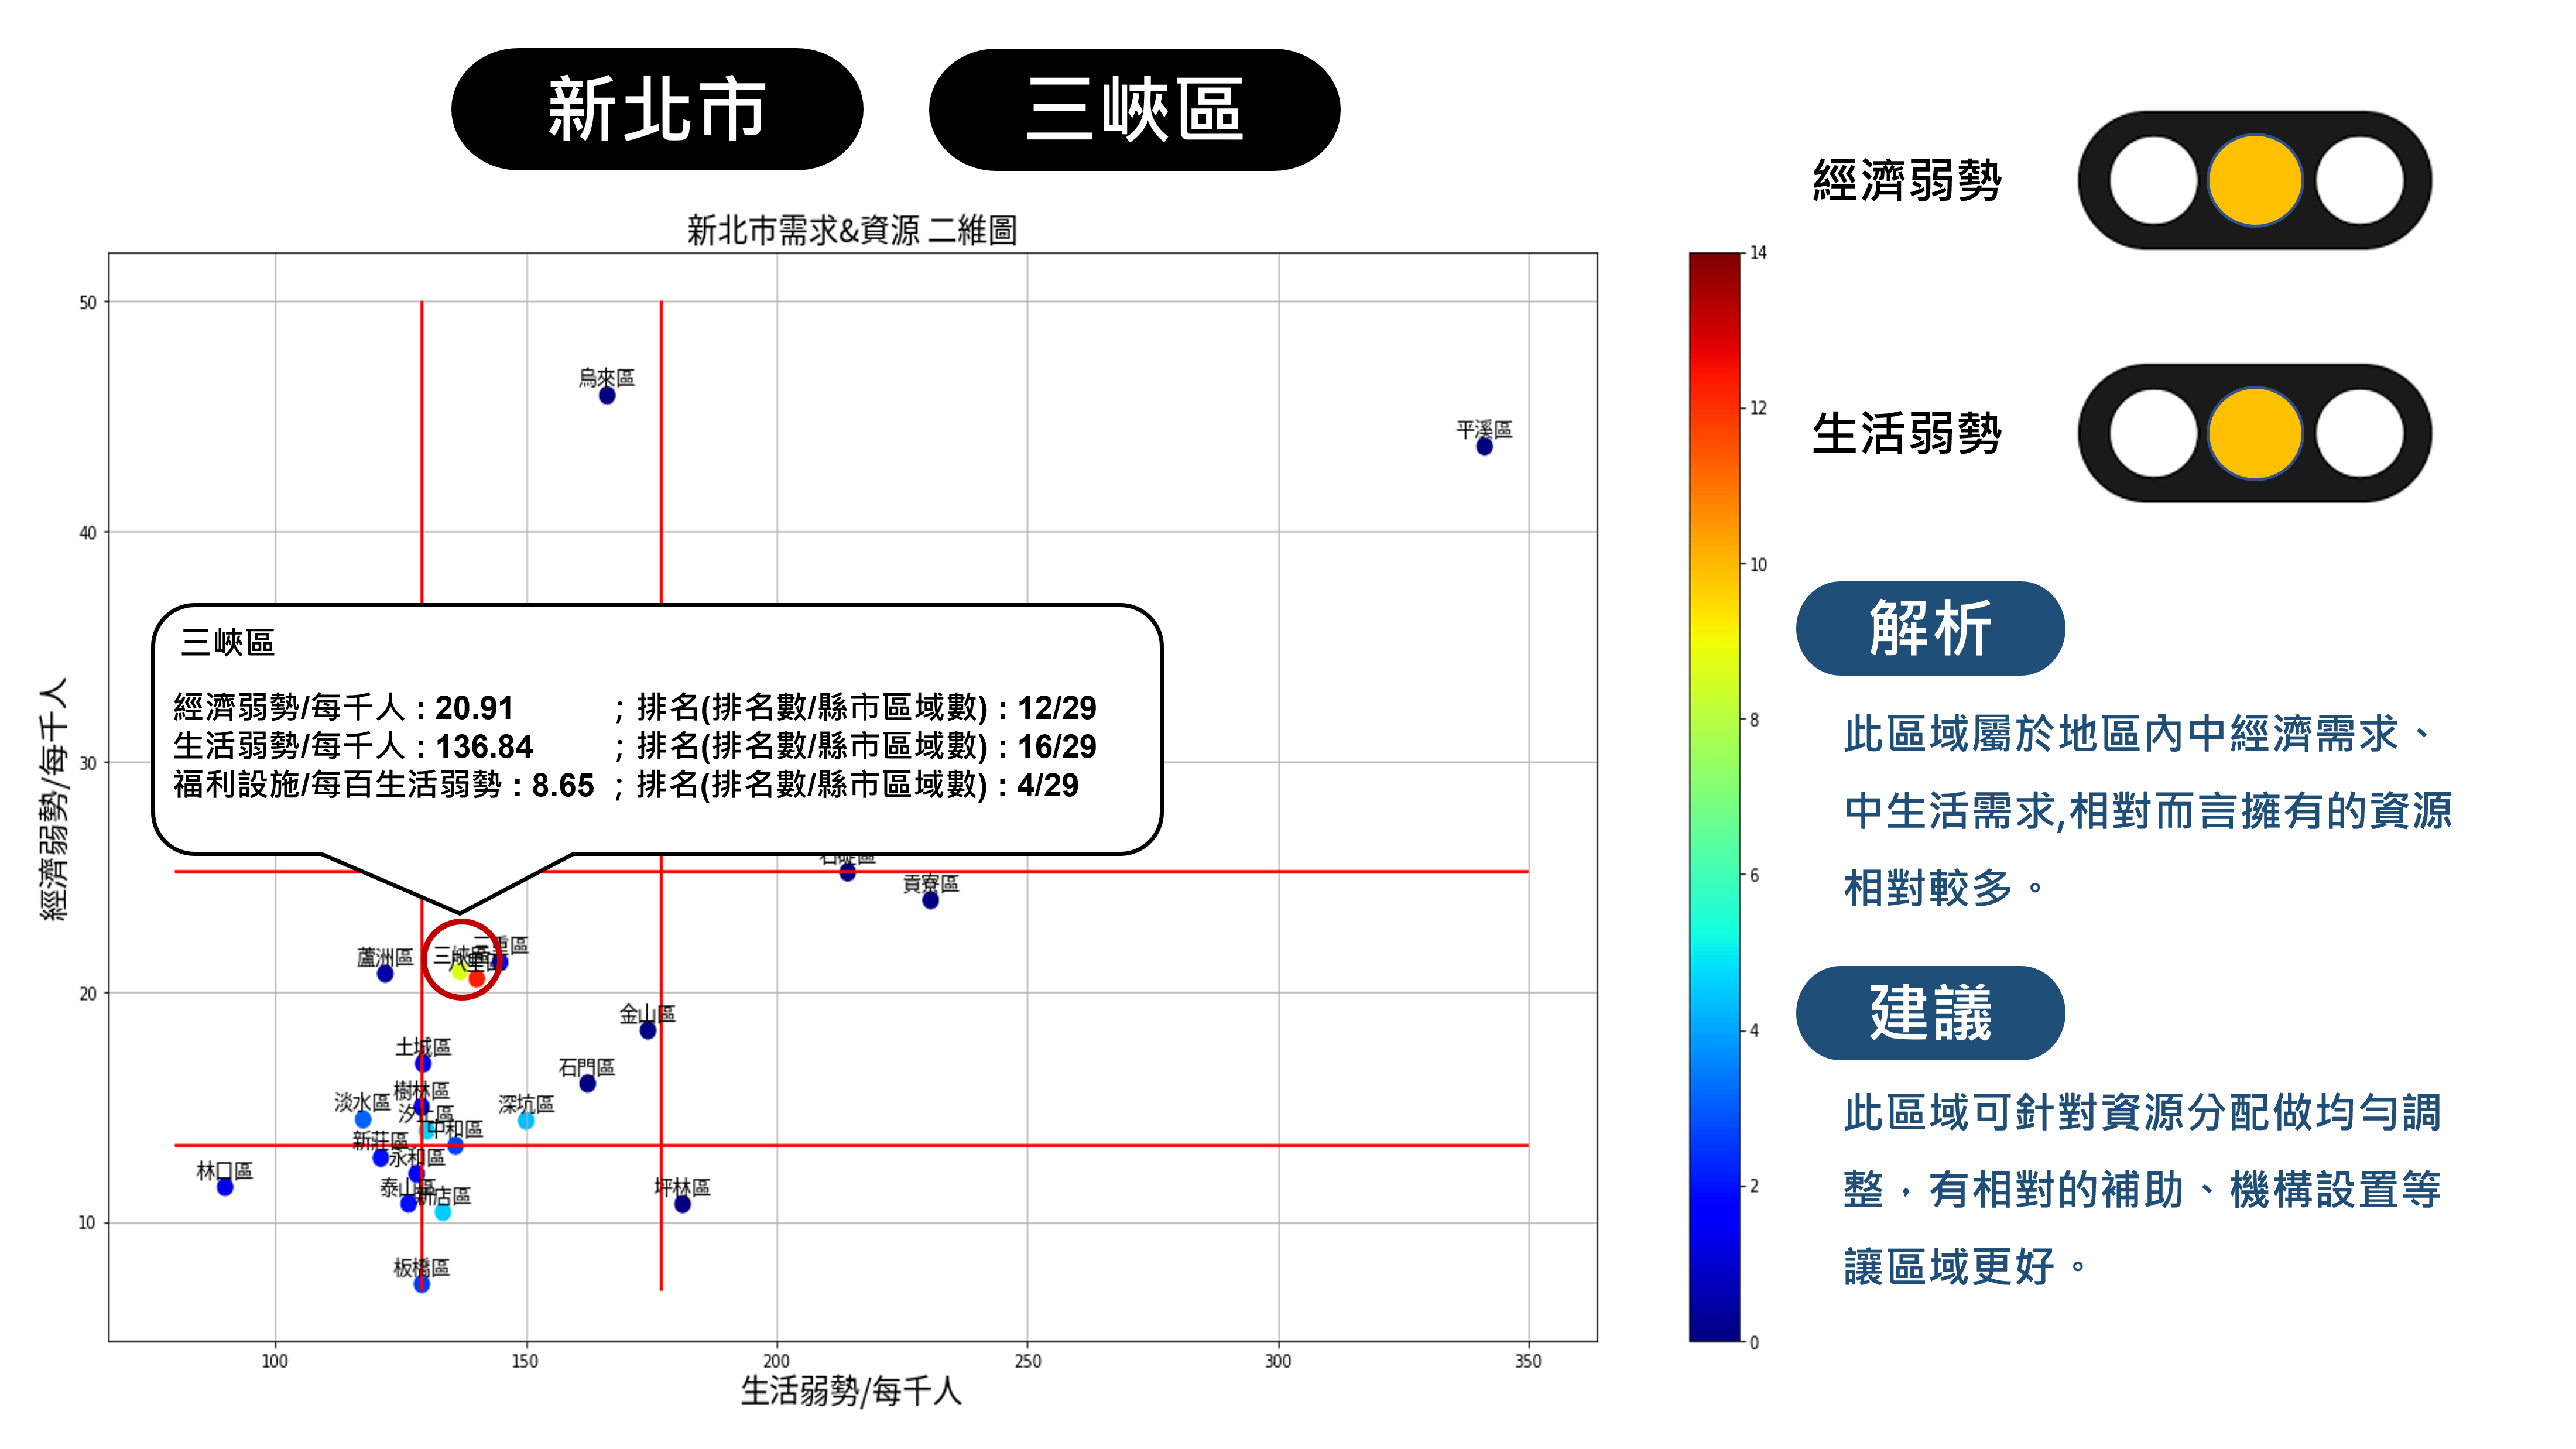 新北市
三峽區
新北市需求&資源 二維圖
經濟弱勢
生活弱勢
解析
此區域屬於地區內中經濟需求、
中生活需求,相對而言擁有的資源
相對較多。
建議
此區域可針對資源分配做均勻調
整，有相對的補助、機構設置等
讓區域更好。
三峽區
經濟弱勢/每千人 : 20.91 ; 排名(排名數/縣市區域數) : 12/29
生活弱勢/每千人 : 136.84 ; 排名(排名數/縣市區域數) : 16/29
福利設施/每百生活弱勢 : 8.65 ; 排名(排名數/縣市區域數) : 4/29
經濟弱勢/每千人
50
40
30
20
10
烏來區
平溪區
貢寮區
蘆洲區
三峽區
三重區
金山區
土城區
石門區
樹林區
淡水區
汐止區
深坑區
中和區
新莊區
永和區
林口區
泰山區
新店區
坪林區
板橋區
100
150
200
250
300
350
生活弱勢/每千人
14
12
10
8
6
4
2
0